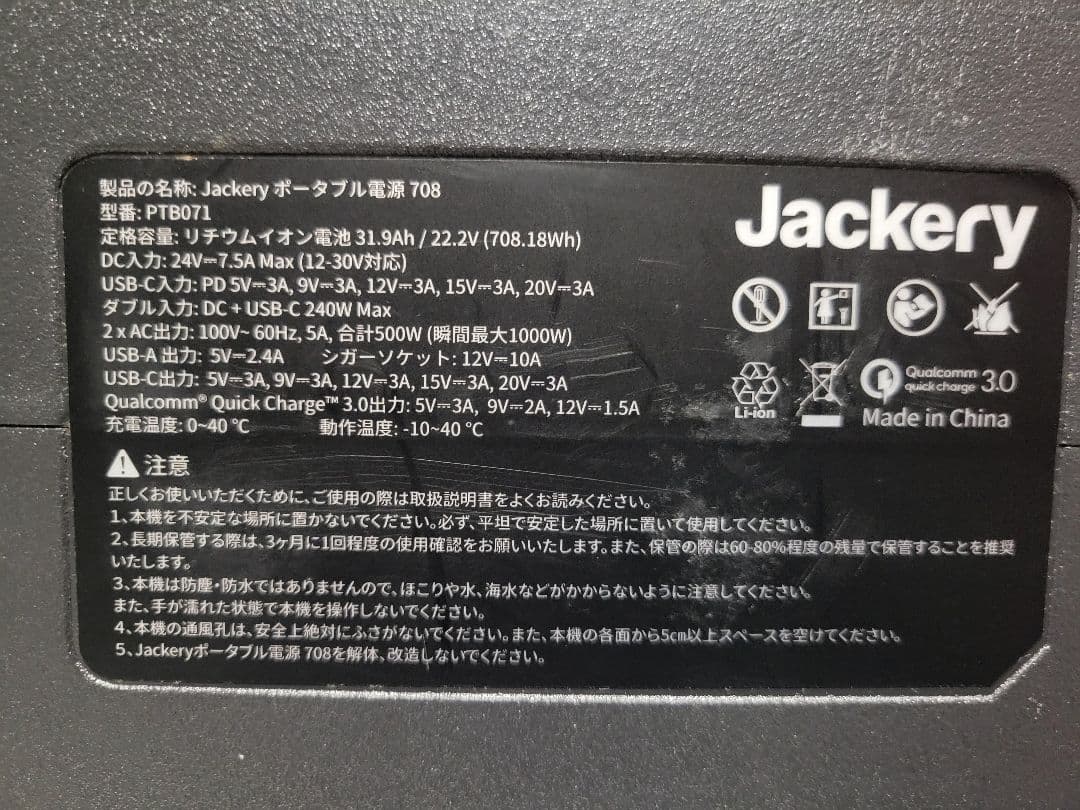 製品の名称: Jackery ポータブル電源 708
型番: PTB071
定格容量: リチウムイオン電池 31.9Ah / 22.2V (708.18Wh)
DC入力: 24V⎓7.5A Max (12-30V対応)
USB-C入力: PD 5V⎓3A, 9V⎓3A, 12V⎓3A, 15V⎓3A, 20V⎓3A
ダブル入力: DC + USB-C 240W Max
2 x AC出力: 100V~ 60Hz, 5A, 合計500W (瞬間最大1000W)
USB-A 出力: 5V⎓2.4A シガーソケット: 12V⎓10A
USB-C出力: 5V⎓3A, 9V⎓3A, 12V⎓3A, 15V⎓3A, 20V⎓3A
Qualcomm® Quick Charge™ 3.0出力: 5V⎓3A, 9V⎓2A, 12V⎓1.5A
充電温度: 0~40 ℃ 動作温度: -10~40 ℃
Jackery
Li-ion
Qualcomm
quick charge 3.0
Made in China
注意
正しくお使いいただくために、ご使用の際は取扱説明書をよくお読みください。
1、本機を不安定な場所に置かないでください。必ず、平坦で安定した場所に置いて使用してください。
2、長期保管する際は、3ヶ月に1回程度の使用確認をお願いいたします。また、保管の際は60-80%程度の残量で保管することを推奨
いたします。
3、本機は防塵・防水ではありませんので、ほこりや水、海水などがかからないように注意してください。
また、手が濡れた状態で本機を操作しないでください。
4、本機の通風孔は、安全上絶対にふさがないでください。また、本機の各面から5cm以上スペースを空けてください。
5、Jackeryポータブル電源 708を解体、改造しないでください。